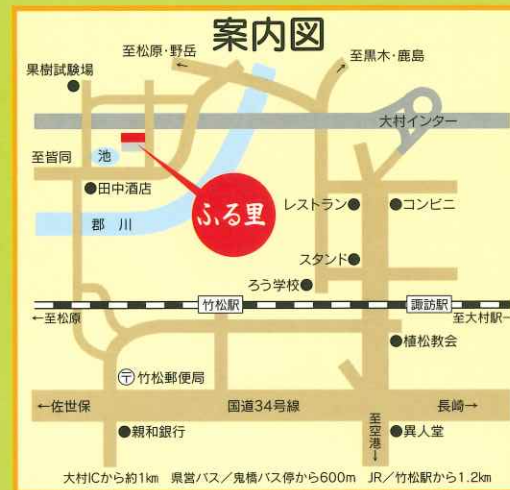 案内図
至松原・野岳
至黒木・鹿島
果樹試験場
大村インター
至皆同
池
田中酒店
ふる里
レストラン
コンビニ
郡 川
スタンド
ろう学校
竹松駅
諏訪駅
←至松原
至大村駅→
植松教会
〒竹松郵便局
←佐世保
国道34号線
長崎→
親和銀行
至空港→
異人堂
大村ICから約1km 県営バス/鬼橋バス停から600m JR/竹松駅から1.2km